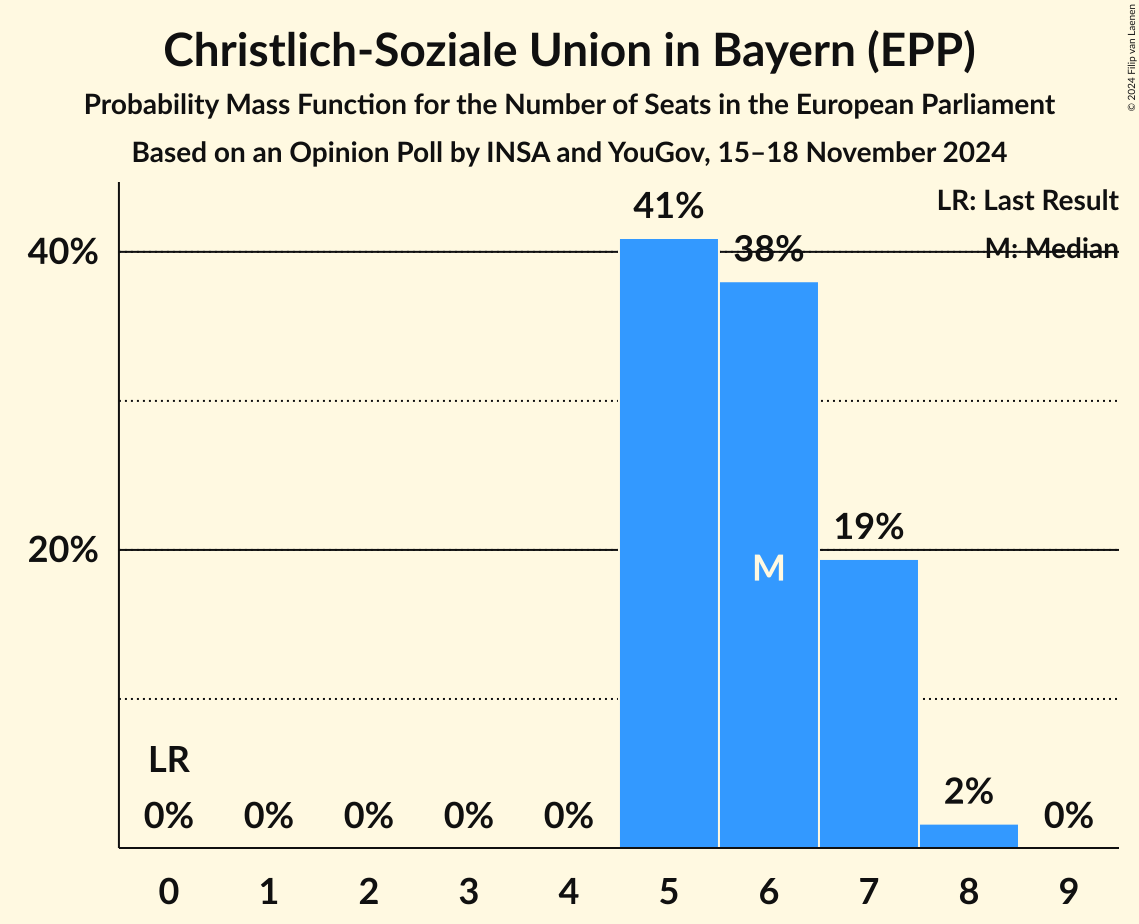 Christlich-Soziale Union in Bayern (EPP)
Probability Mass Function for the Number of Seats in the European Parliament
Based on an Opinion Poll by INSA and YouGov, 15–18 November 2024
© 2024 Filip van Laenen
LR: Last Result
M: Median
41%
40%
38%
20%
19%
M
LR
0% 0% 0% 0% 0% 2% 0%
0 1 2 3 4 5 6 7 8 9